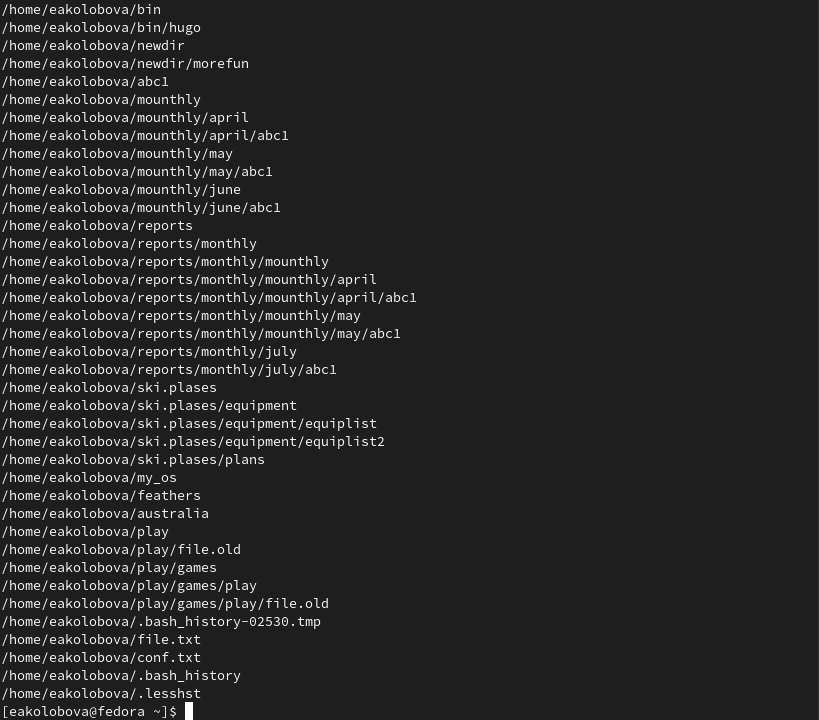 /home/eakolobova/bin
/home/eakolobova/bin/hugo
/home/eakolobova/newdir
/home/eakolobova/newdir/morefun
/home/eakolobova/abc1
/home/eakolobova/mounthly
/home/eakolobova/mounthly/april
/home/eakolobova/mounthly/april/abc1
/home/eakolobova/mounthly/may
/home/eakolobova/mounthly/may/abc1
/home/eakolobova/mounthly/june
/home/eakolobova/mounthly/june/abc1
/home/eakolobova/reports
/home/eakolobova/reports/monthly
/home/eakolobova/reports/monthly/mounthly
/home/eakolobova/reports/monthly/mounthly/april
/home/eakolobova/reports/monthly/mounthly/april/abc1
/home/eakolobova/reports/monthly/mounthly/may
/home/eakolobova/reports/monthly/mounthly/may/abc1
/home/eakolobova/reports/monthly/july
/home/eakolobova/reports/monthly/july/abc1
/home/eakolobova/ski.plases
/home/eakolobova/ski.plases/equipment
/home/eakolobova/ski.plases/equipment/equiplist
/home/eakolobova/ski.plases/equipment/equiplist2
/home/eakolobova/ski.plases/plans
/home/eakolobova/my_os
/home/eakolobova/feathers
/home/eakolobova/australia
/home/eakolobova/play
/home/eakolobova/play/file.old
/home/eakolobova/play/games
/home/eakolobova/play/games/play
/home/eakolobova/play/games/play/file.old
/home/eakolobova/.bash_history-02530.tmp
/home/eakolobova/file.txt
/home/eakolobova/conf.txt
/home/eakolobova/.bash_history
/home/eakolobova/.lesshst
[eakolobova@fedora ~]$